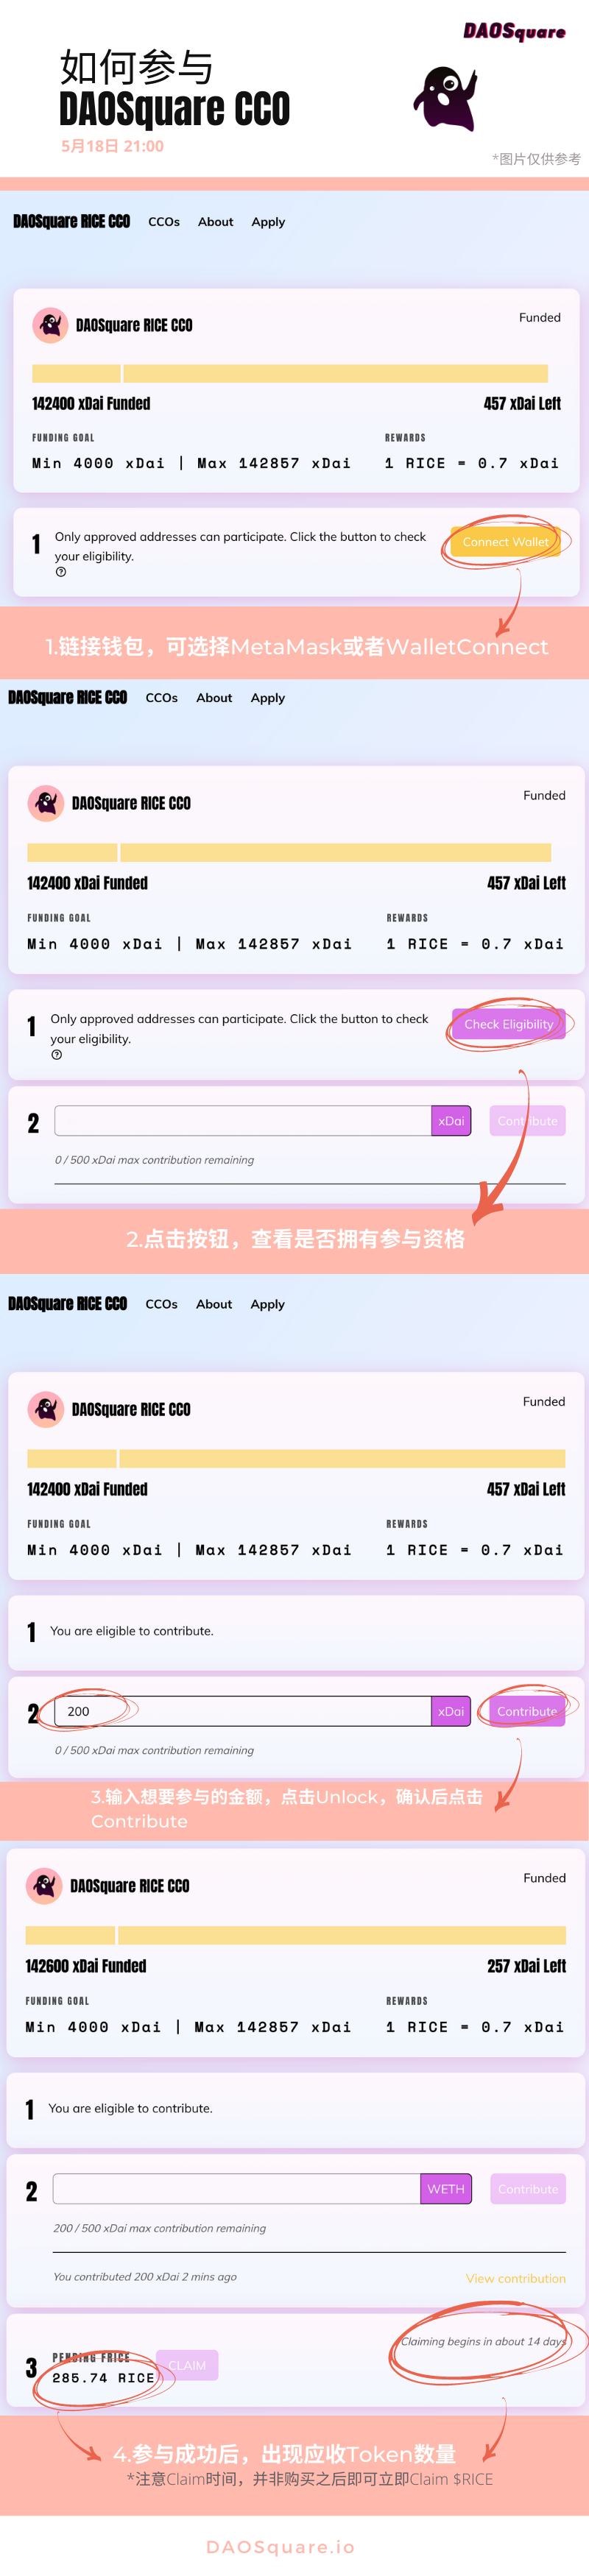 DAOSquare
如何参与
DAOSquare CCO
5月18日 21:00
*图片仅供参考
DAOSquare RICE CCO CCOs About Apply
DAOSquare RICE CCO Funded
142400 xDai Funded 457 xDai Left
FUNDING GOAL REWARDS
Min 4000 xDai | Max 142857 xDai 1 RICE = 0.7 xDai
1 Only approved addresses can participate. Click the button to check Connect Wallet
your eligibility.
?
1.链接钱包，可选择MetaMask或者WalletConnect
DAOSquare RICE CCO CCOs About Apply
DAOSquare RICE CCO Funded
142400 xDai Funded 457 xDai Left
FUNDING GOAL REWARDS
Min 4000 xDai | Max 142857 xDai 1 RICE = 0.7 xDai
1 Only approved addresses can participate. Click the button to check Check Eligibility
your eligibility.
?
2 xDai Contribute
0 / 500 xDai max contribution remaining
2.点击按钮，查看是否拥有参与资格
DAOSquare RICE CCO CCOs About Apply
DAOSquare RICE CCO Funded
142400 xDai Funded 457 xDai Left
FUNDING GOAL REWARDS
Min 4000 xDai | Max 142857 xDai 1 RICE = 0.7 xDai
1 You are eligible to contribute.
2 200 xDai Contribute
0 / 500 xDai max contribution remaining
3.输入想要参与的金额，点击Unlock，确认后点击
Contribute
DAOSquare RICE CCO Funded
142600 xDai Funded 257 xDai Left
FUNDING GOAL REWARDS
Min 4000 xDai | Max 142857 xDai 1 RICE = 0.7 xDai
1 You are eligible to contribute.
2 WETH Contribute
200 / 500 xDai max contribution remaining
You contributed 200 xDai 2 mins ago View contribution
Claiming begins in about 14 days
3 PENDING FRICE CLAIM
285.74 RICE
4.参与成功后，出现应收Token数量
*注意Claim时间，并非购买之后即可立即Claim $RICE
DAOSquare.io